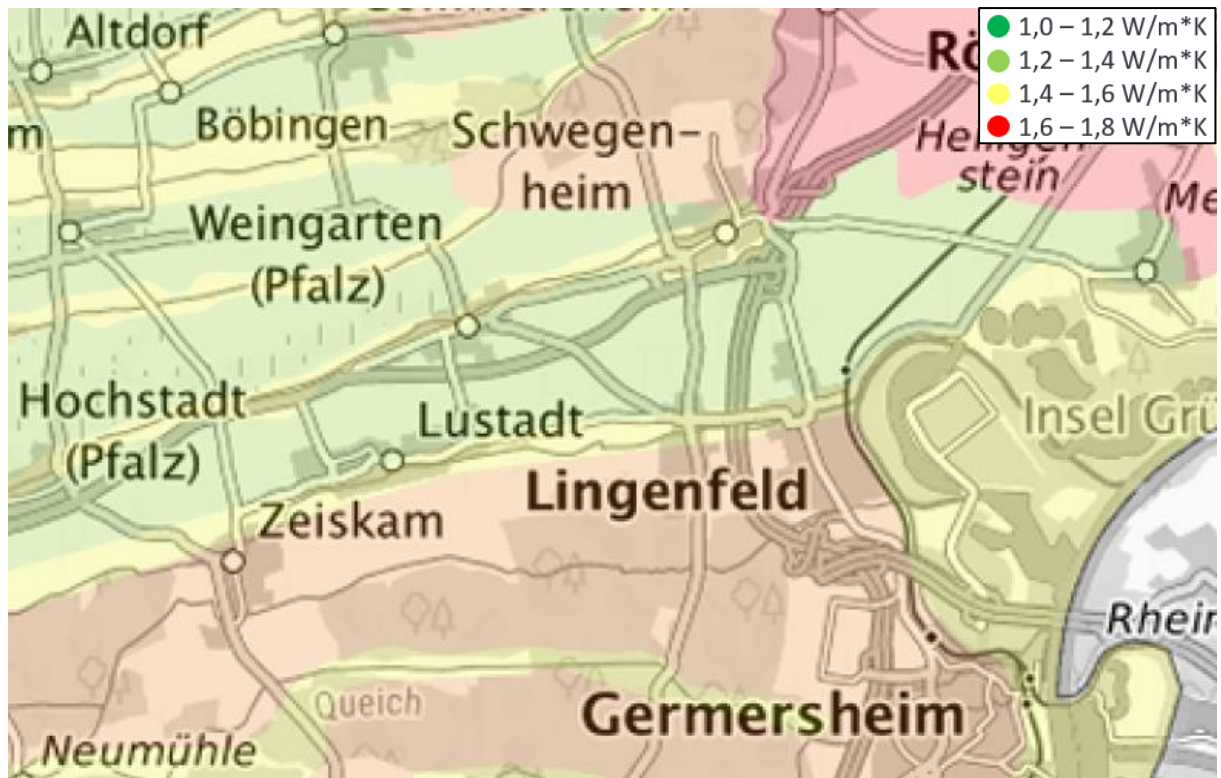 Altdorf
1,0 – 1,2 W/m*K
1,2 – 1,4 W/m*K
1,4 – 1,6 W/m*K
1,6 – 1,8 W/m*K
Böbingen
Schwegen-
heim
Heiligen-
stein
Weingarten
(Pfalz)
Hochstadt
(Pfalz)
Lustadt
Insel Grü
Lingenfeld
Zeiskam
Rhein
Queich
Germersheim
Neumühle